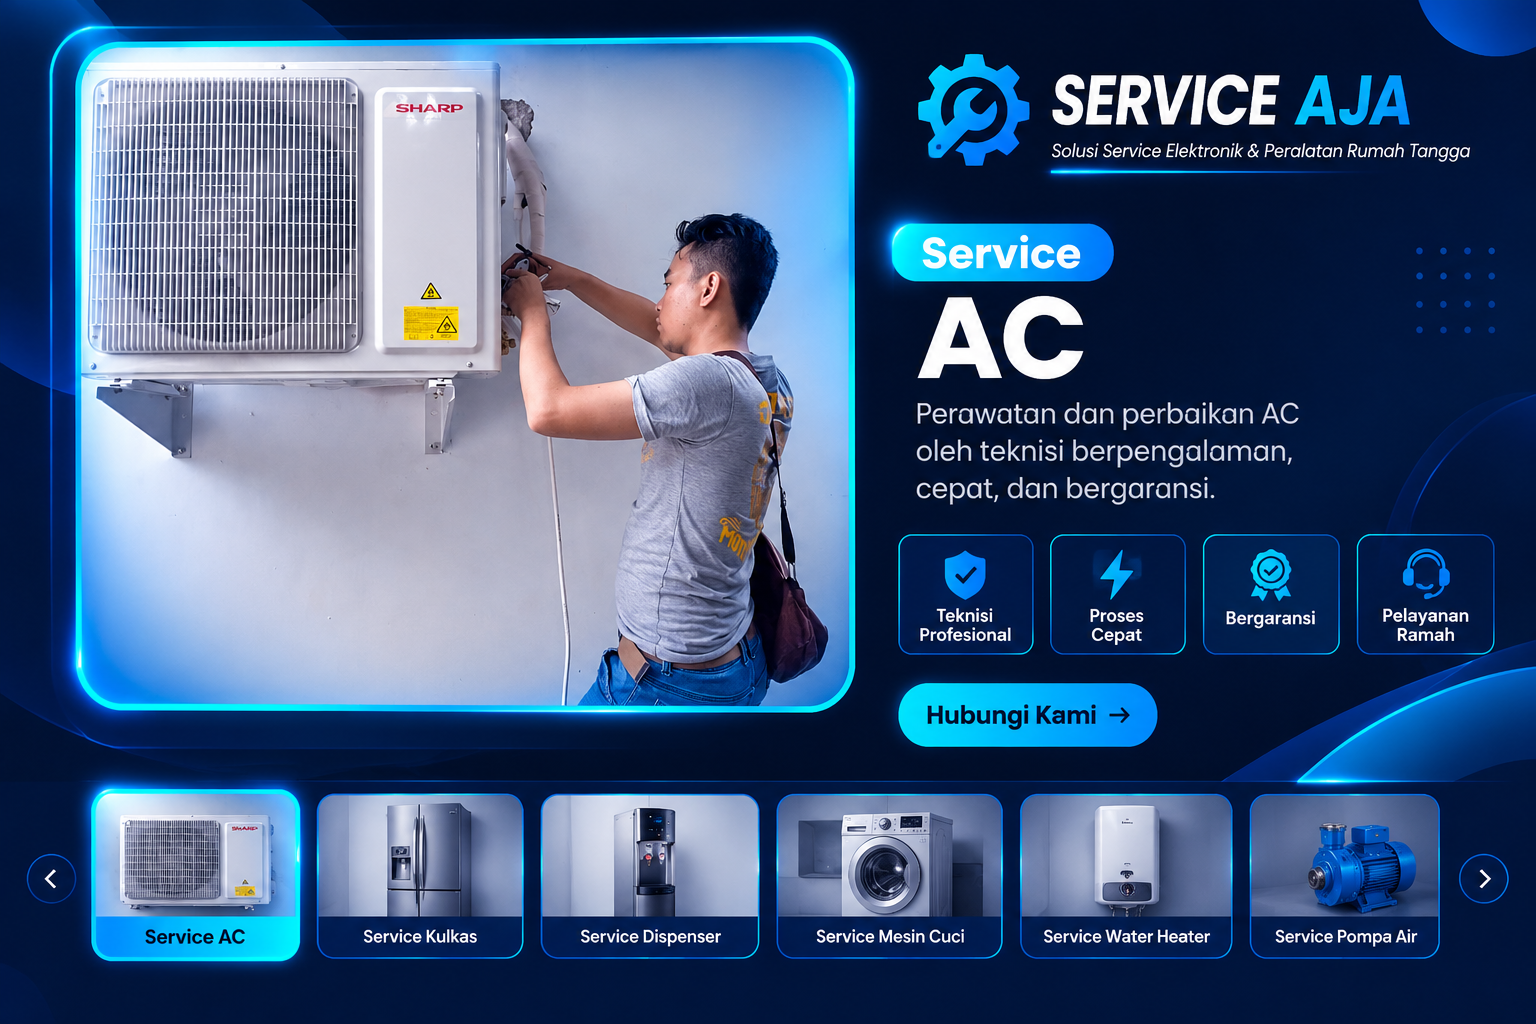 SHARP
SERVICE AJA
Solusi Service Elektronik & Peralatan Rumah Tangga
Service
AC
Perawatan dan perbaikan AC
oleh teknisi berpengalaman,
cepat, dan bergaransi.
Teknisi
Profesional
Proses
Cepat
Bergaransi
Pelayanan
Ramah
Hubungi Kami →
SHARP
Service AC
Service Kulkas
Service Dispenser
Service Mesin Cuci
Service Water Heater
Service Pompa Air